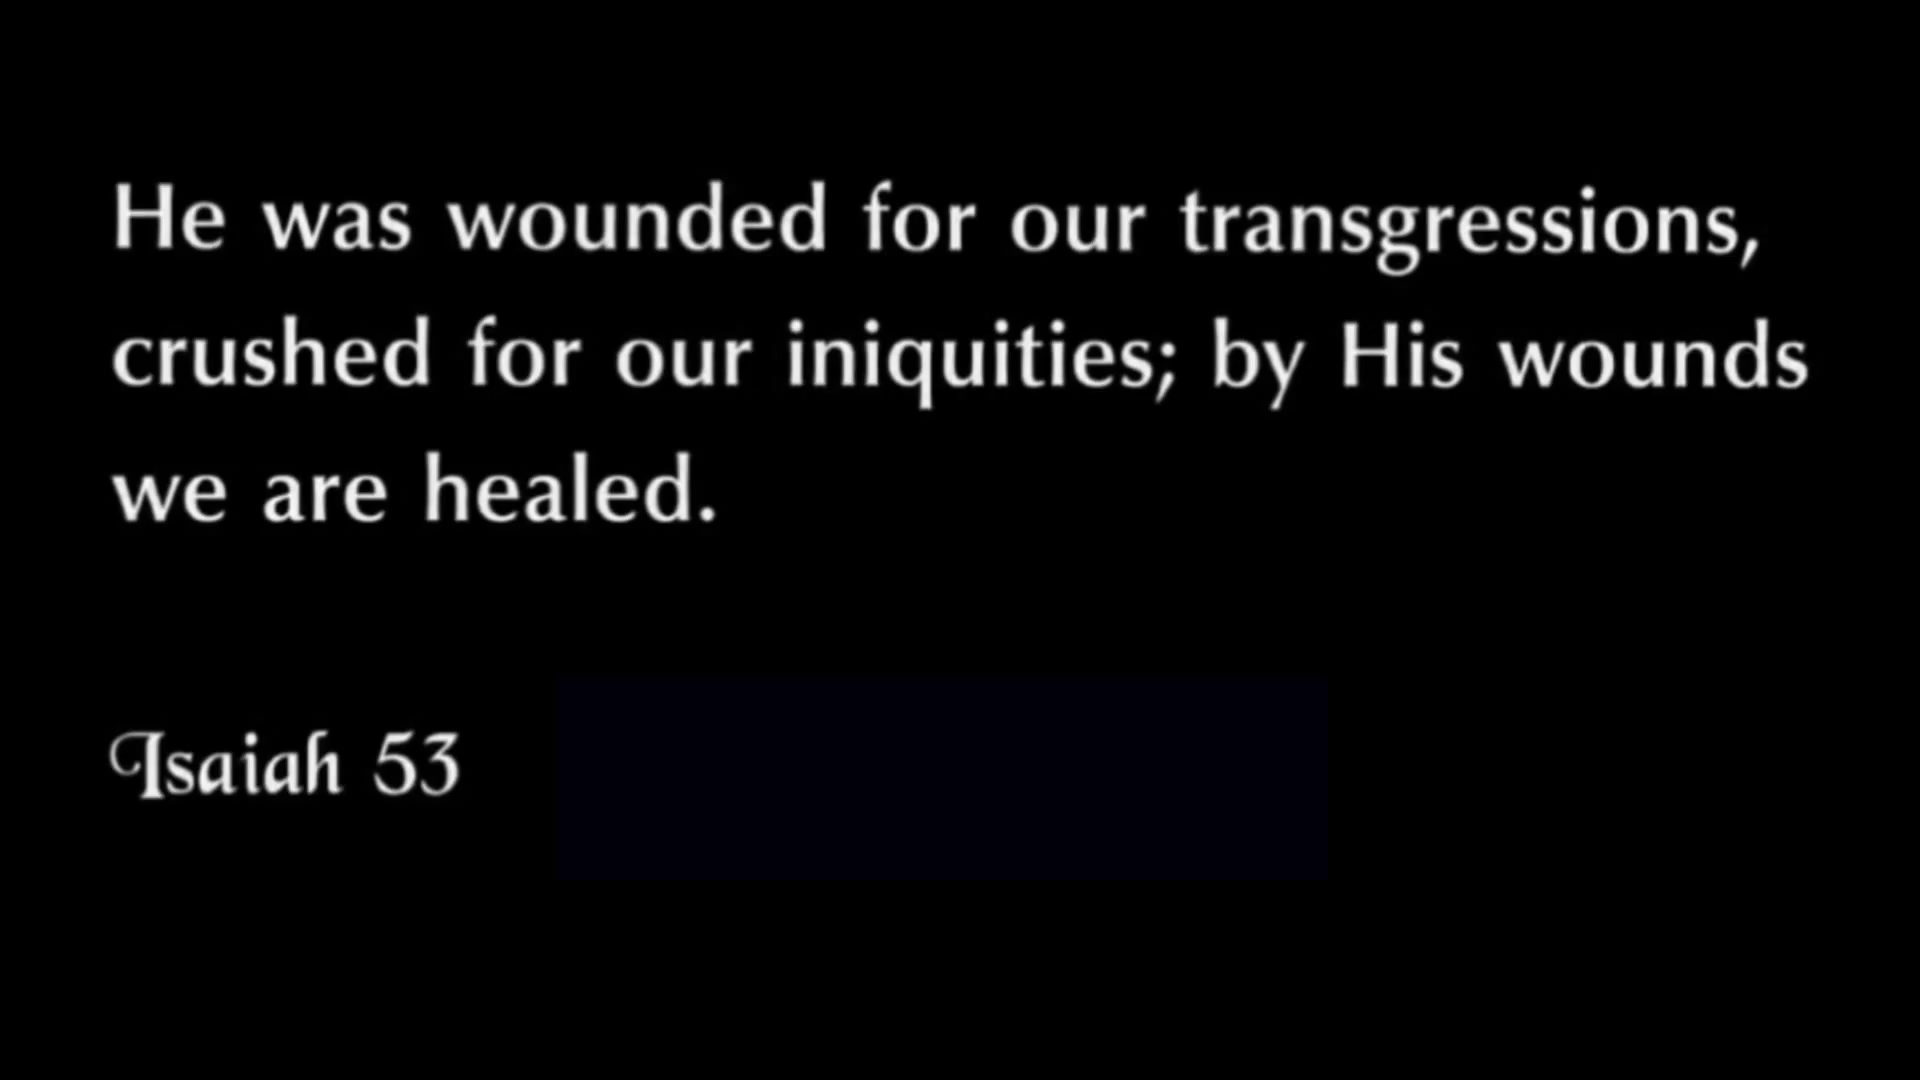 He was wounded for our transgressions,
crushed for our iniquities; by His wounds
we are healed.
Isaiah 53